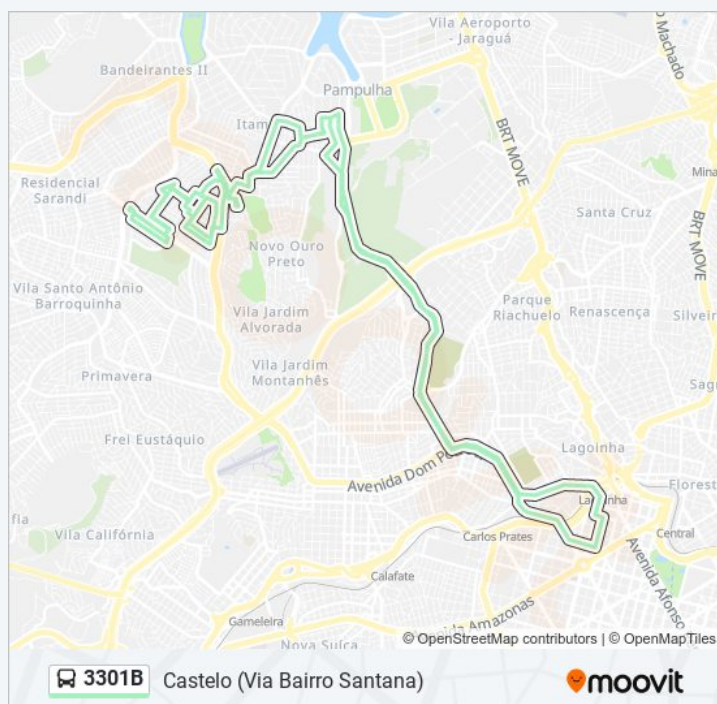 Vila Aeroporto
- Jaraguá
Machado
Bandeirantes II
Pampulha
Itam
BRT MOVE
Residencial
Sarandi
Mina
Santa Cruz
BRT MOVE
Novo Ouro
Preto
Vila Santo Antônio
Barroquinha
Parque
Riachuelo
Renascença
Silveir
Vila Jardim
Alvorada
Vila Jardim
Montanhês
Primavera
Sag
Frei Eustáquio
Lagoinha
Avenida Dom Pe
Florest
Lagoinha
fia
Vila Califórnia
Carlos Prates
Central
Calafate
Avenida Afonso
Gameleira
ida Amazonas
Nova Suíça
© OpenStreetMap contributors | © OpenMapTiles
3301B Castelo (Via Bairro Santana)
moovit